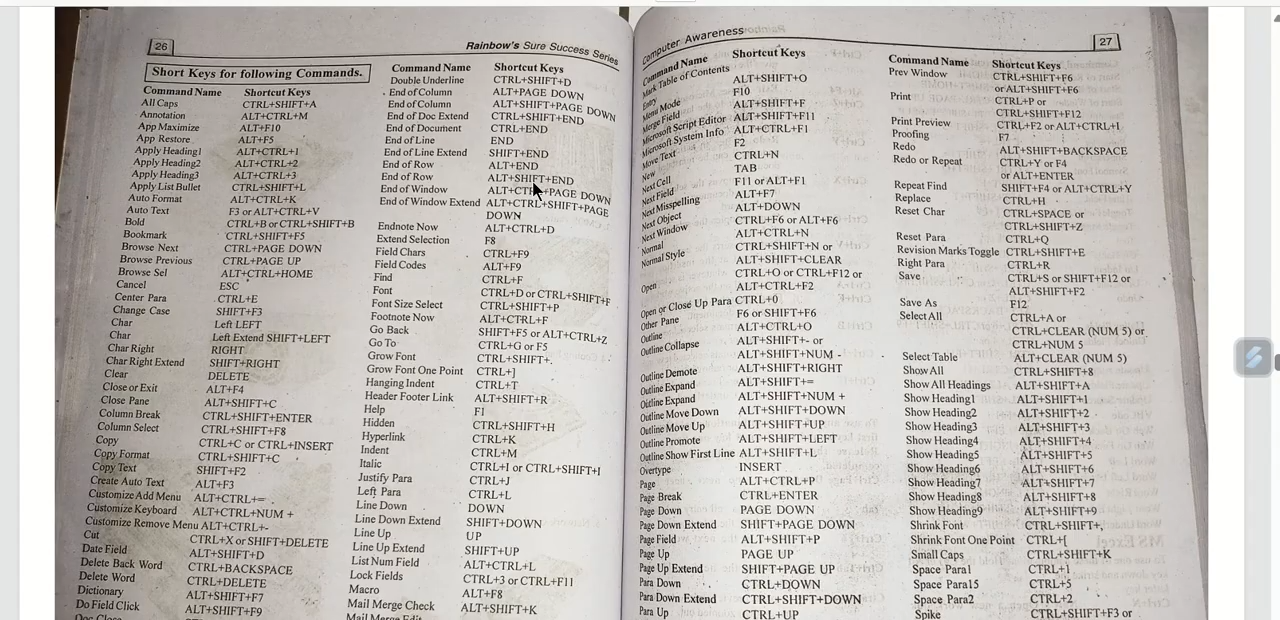 26
Rainbow's Sure Success Series
Short Keys for following Commands.
Command Name Shortcut Keys
All Caps CTRL+SHIFT+A
Annotation ALT+CTRL+M
App Maximize ALT+F10
App Restore ALT+F5
Apply Heading1 ALT+CTRL+1
Apply Heading2 ALT+CTRL+2
Apply Heading3 ALT+CTRL+3
Apply List Bullet CTRL+SHIFT+L
Auto Format ALT+CTRL+K
Auto Text F3 or ALT+CTRL+V
Bold CTRL+B or CTRL+SHIFT+B
Bookmark CTRL+SHIFT+F5
Browse Next CTRL+PAGE DOWN
Browse Previous CTRL+PAGE UP
Browse Sel ALT+CTRL+HOME
Cancel ESC
Center Para CTRL+E
Change Case SHIFT+F3
Char Left LEFT
Char Left Extend SHIFT+LEFT
Char Right RIGHT
Char Right Extend SHIFT+RIGHT
Clear DELETE
Close or Exit ALT+F4
Close Pane ALT+SHIFT+C
Column Break CTRL+SHIFT+ENTER
Column Select CTRL+SHIFT+F8
Copy CTRL+C or CTRL+INSERT
Copy Format CTRL+SHIFT+C
Copy Text SHIFT+F2
Create Auto Text ALT+F3
Customize Add Menu ALT+CTRL+=
Customize Keyboard ALT+CTRL+NUM +
Customize Remove Menu ALT+CTRL+-
Cut CTRL+X or SHIFT+DELETE
Date Field ALT+SHIFT+D
Delete Back Word CTRL+BACKSPACE
Delete Word CTRL+DELETE
Dictionary ALT+SHIFT+F7
Do Field Click ALT+SHIFT+F9
Doc Close
Command Name Shortcut Keys
Double Underline CTRL+SHIFT+D
End of Column ALT+PAGE DOWN
End of Column ALT+SHIFT+PAGE DOWN
End of Doc Extend CTRL+SHIFT+END
End of Document CTRL+END
End of Line END
End of Line Extend SHIFT+END
End of Row ALT+END
End of Row ALT+SHIFT+END
End of Window ALT+CTRL+PAGE DOWN
End of Window Extend ALT+CTRL+SHIFT+PAGE
DOWN
Endnote Now ALT+CTRL+D
Extend Selection F8
Field Chars CTRL+F9
Field Codes ALT+F9
Find CTRL+F
Font CTRL+D or CTRL+SHIFT+F
Font Size Select CTRL+SHIFT+P
Footnote Now ALT+CTRL+F
Go Back SHIFT+F5 or ALT+CTRL+Z
Go To CTRL+G or F5
Grow Font CTRL+SHIFT+.
Grow Font One Point CTRL+]
Hanging Indent CTRL+T
Header Footer Link ALT+SHIFT+R
Help F1
Hidden CTRL+SHIFT+H
Hyperlink CTRL+K
Indent CTRL+M
Italic CTRL+I or CTRL+SHIFT+I
Justify Para CTRL+J
Left Para CTRL+L
Line Down DOWN
Line Down Extend SHIFT+DOWN
Line Up UP
Line Up Extend SHIFT+UP
List Num Field ALT+CTRL+L
Lock Fields CTRL+3 or CTRL+F11
Macro ALT+F8
Mail Merge Check ALT+SHIFT+K
Mail Merge Edit
Computer Awareness
27
Command Name Shortcut Keys
Mark Table of Contents
Entry ALT+SHIFT+O
Menu Mode F10
Merge Field ALT+SHIFT+F
Microsoft Script Editor ALT+SHIFT+F11
Microsoft System Info ALT+CTRL+F1
Move Text F2
New CTRL+N
Next Cell TAB
Next Field F11 or ALT+F1
Next Misspelling ALT+F7
Next Object ALT+DOWN
Next Window CTRL+F6 or ALT+F6
Normal ALT+CTRL+N
Normal Style CTRL+SHIFT+N or
ALT+SHIFT+CLEAR
Open CTRL+O or CTRL+F12 or
ALT+CTRL+F2
Open or Close Up Para CTRL+0
Other Pane F6 or SHIFT+F6
Outline ALT+CTRL+O
Outline Collapse ALT+SHIFT+- or
ALT+SHIFT+NUM -
Outline Demote ALT+SHIFT+RIGHT
Outline Expand ALT+SHIFT+=
Outline Expand ALT+SHIFT+NUM +
Outline Move Down ALT+SHIFT+DOWN
Outline Move Up ALT+SHIFT+UP
Outline Promote ALT+SHIFT+LEFT
Outline Show First Line ALT+SHIFT+L
Overtype INSERT
Page ALT+CTRL+P
Page Break CTRL+ENTER
Page Down PAGE DOWN
Page Down Extend SHIFT+PAGE DOWN
Page Field ALT+SHIFT+P
Page Up PAGE UP
Page Up Extend SHIFT+PAGE UP
Para Down CTRL+DOWN
Para Down Extend CTRL+SHIFT+DOWN
Para Up CTRL+UP
Command Name Shortcut Keys
Prev Window CTRL+SHIFT+F6
or ALT+SHIFT+F6
Print CTRL+P or
CTRL+SHIFT+F12
Print Preview CTRL+F2 or ALT+CTRL+I
Proofing F7
Redo ALT+SHIFT+BACKSPACE
Redo or Repeat CTRL+Y or F4
or ALT+ENTER
Repeat Find SHIFT+F4 or ALT+CTRL+Y
Replace CTRL+H
Reset Char CTRL+SPACE or
CTRL+SHIFT+Z
Reset Para CTRL+Q
Revision Marks Toggle CTRL+SHIFT+E
Right Para CTRL+R
Save CTRL+S or SHIFT+F12 or
ALT+SHIFT+F2
Save As F12
Select All CTRL+A or
CTRL+CLEAR (NUM 5) or
CTRL+NUM 5
Select Table ALT+CLEAR (NUM 5)
Show All CTRL+SHIFT+8
Show All Headings ALT+SHIFT+A
Show Heading1 ALT+SHIFT+1
Show Heading2 ALT+SHIFT+2
Show Heading3 ALT+SHIFT+3
Show Heading4 ALT+SHIFT+4
Show Heading5 ALT+SHIFT+5
Show Heading6 ALT+SHIFT+6
Show Heading7 ALT+SHIFT+7
Show Heading8 ALT+SHIFT+8
Show Heading9 ALT+SHIFT+9
Shrink Font CTRL+SHIFT+,
Shrink Font One Point CTRL+[
Small Caps CTRL+SHIFT+K
Space Para1 CTRL+1
Space Para15 CTRL+5
Space Para2 CTRL+2
Spike CTRL+SHIFT+F3 or